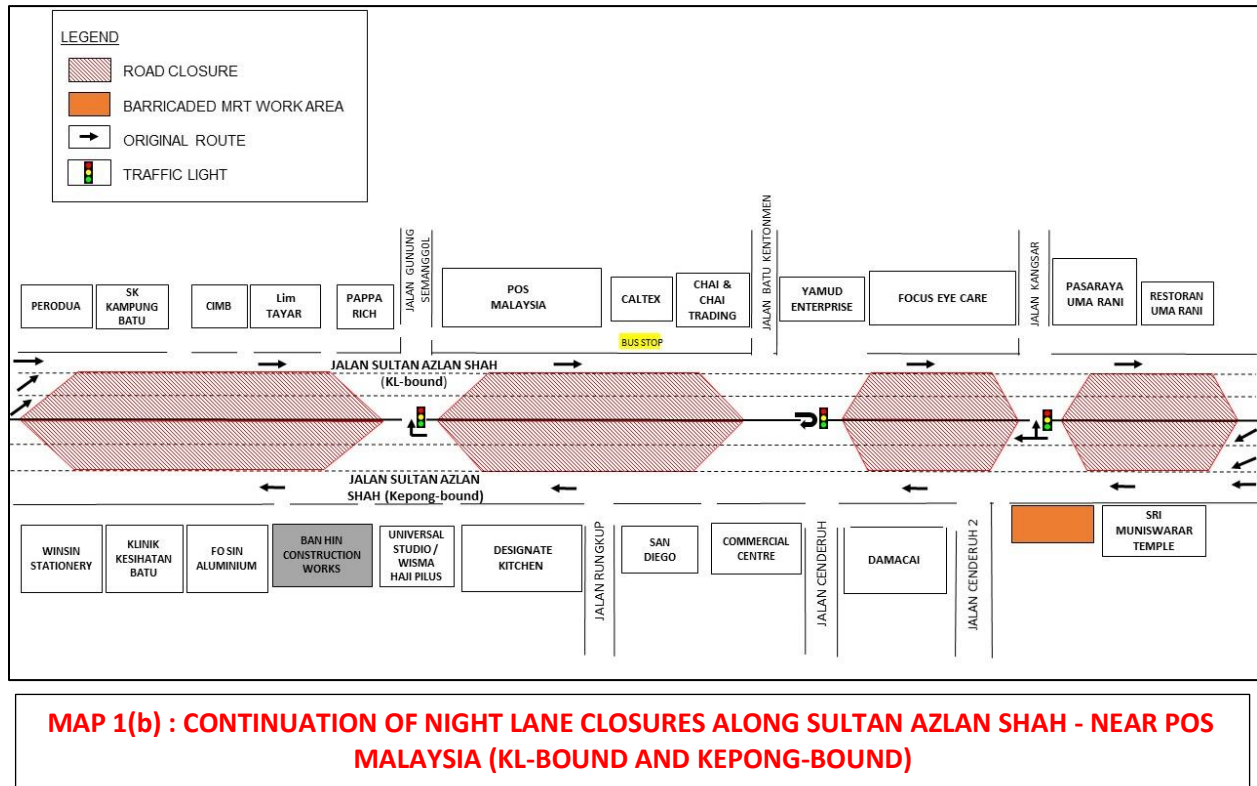 LEGEND
ROAD CLOSURE
BARRICADED MRT WORK AREA
ORIGINAL ROUTE
TRAFFIC LIGHT
PERODUA
SK
KAMPUNG
BATU
CIMB
Lim
TAYAR
PAPPA
RICH
JALAN GUNUNG
SEMANGGOL
POS
MALAYSIA
CALTEX
CHAI &
CHAI
TRADING
JALAN BATU KENTONMEN
YAMUD
ENTERPRISE
FOCUS EYE CARE
JALAN KANGSAR
PASARAYA
UMA RANI
RESTORAN
UMA RANI
BUS STOP
JALAN SULTAN AZLAN SHAH
(KL-bound)
JALAN SULTAN AZLAN
SHAH (Kepong-bound)
WINSIN
STATIONERY
KLINIK
KESIHATAN
BATU
FO SIN
ALUMINIUM
BAN HIN
CONSTRUCTION
WORKS
UNIVERSAL
STUDIO /
WISMA
HAJI PILUS
DESIGNATE
KITCHEN
JALAN RUNGKUP
SAN
DIEGO
COMMERCIAL
CENTRE
JALAN CENDERUH
DAMACAI
JALAN CENDERUH 2
SRI
MUNISWARAR
TEMPLE
MAP 1(b) : CONTINUATION OF NIGHT LANE CLOSURES ALONG SULTAN AZLAN SHAH - NEAR POS
MALAYSIA (KL-BOUND AND KEPONG-BOUND)